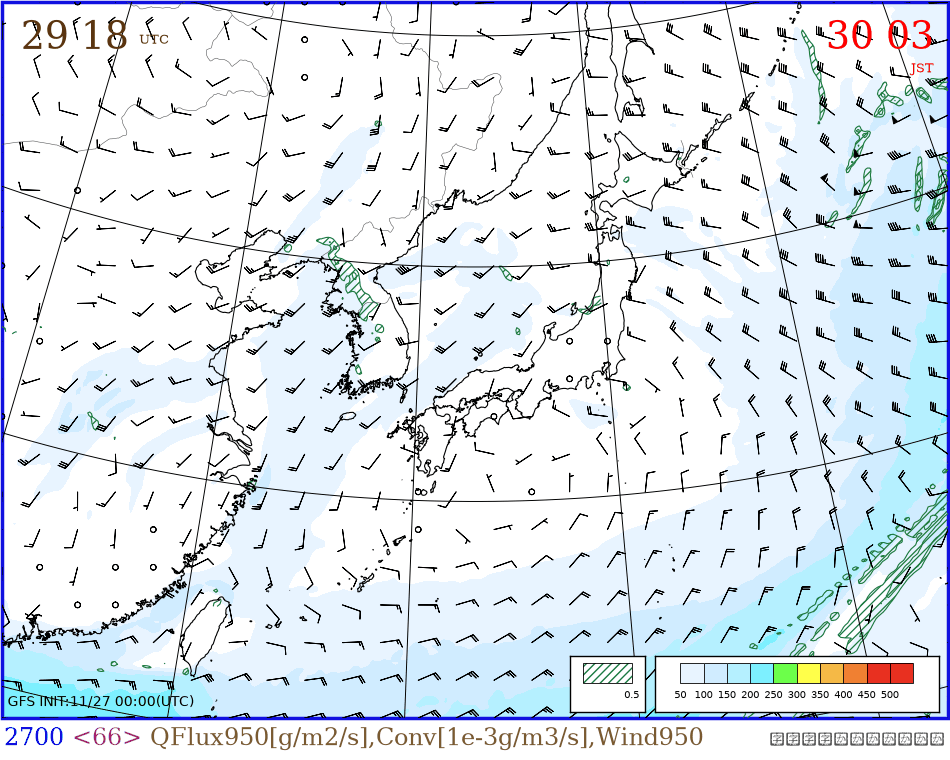 29 18 UTC
30 03
JST
GFS INIT:11/27 00:00(UTC)
0.5
50 100 150 200 250 300 350 400 450 500
2700 <66> QFlux950[g/m2/s],Conv[1e-3g/m3/s],Wind950